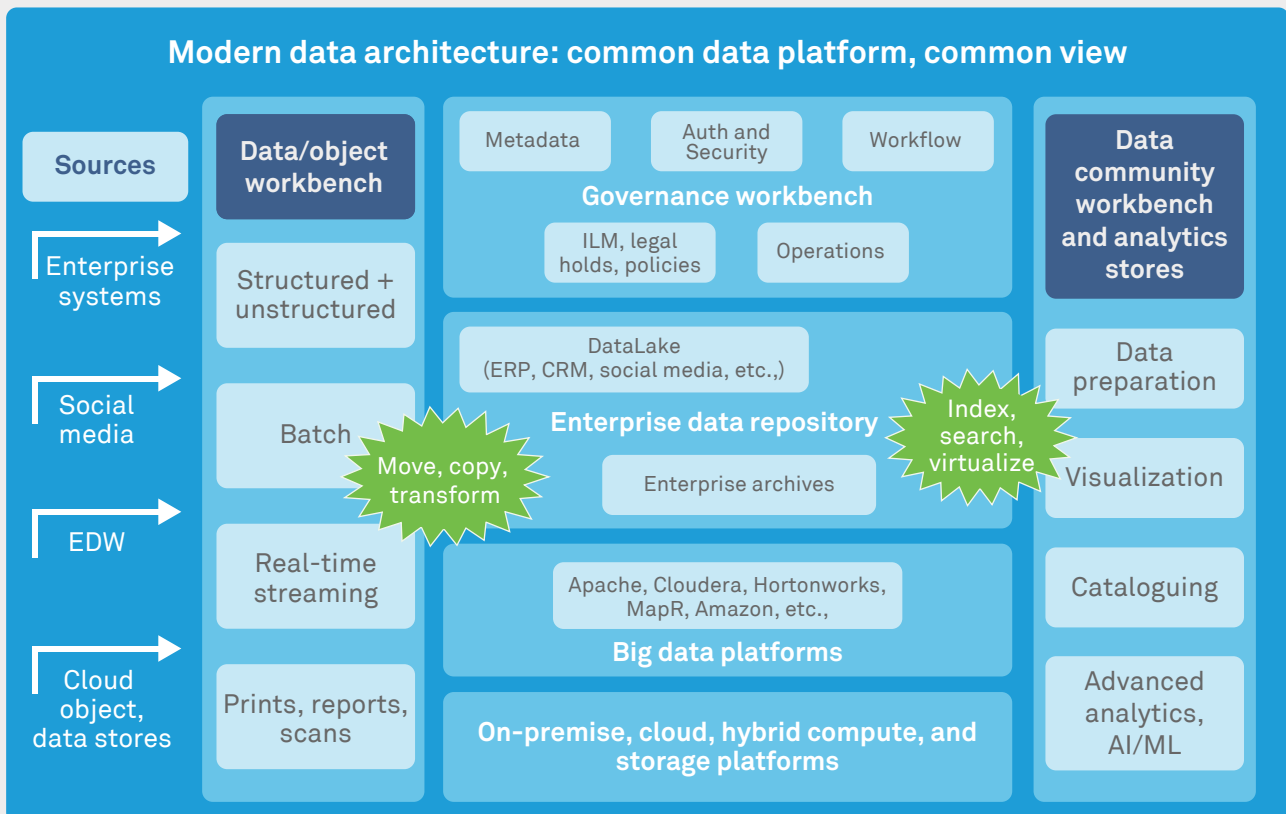 Modern data architecture: common data platform, common view
Sources
Enterprise
systems
Social
media
EDW
Cloud
object,
data stores
Data/object
workbench
Structured +
unstructured
Batch
Real-time
streaming
Prints, reports,
scans
Move, copy,
transform
Metadata
Auth and
Security
Workflow
Governance workbench
ILM, legal
holds, policies
Operations
DataLake
(ERP, CRM, social media, etc.,)
Enterprise data repository
Enterprise archives
Index,
search,
virtualize
Apache, Cloudera, Hortonworks,
MapR, Amazon, etc.,
Big data platforms
On-premise, cloud, hybrid compute, and
storage platforms
Data
community
workbench
and analytics
stores
Data
preparation
Visualization
Cataloguing
Advanced
analytics,
AI/ML